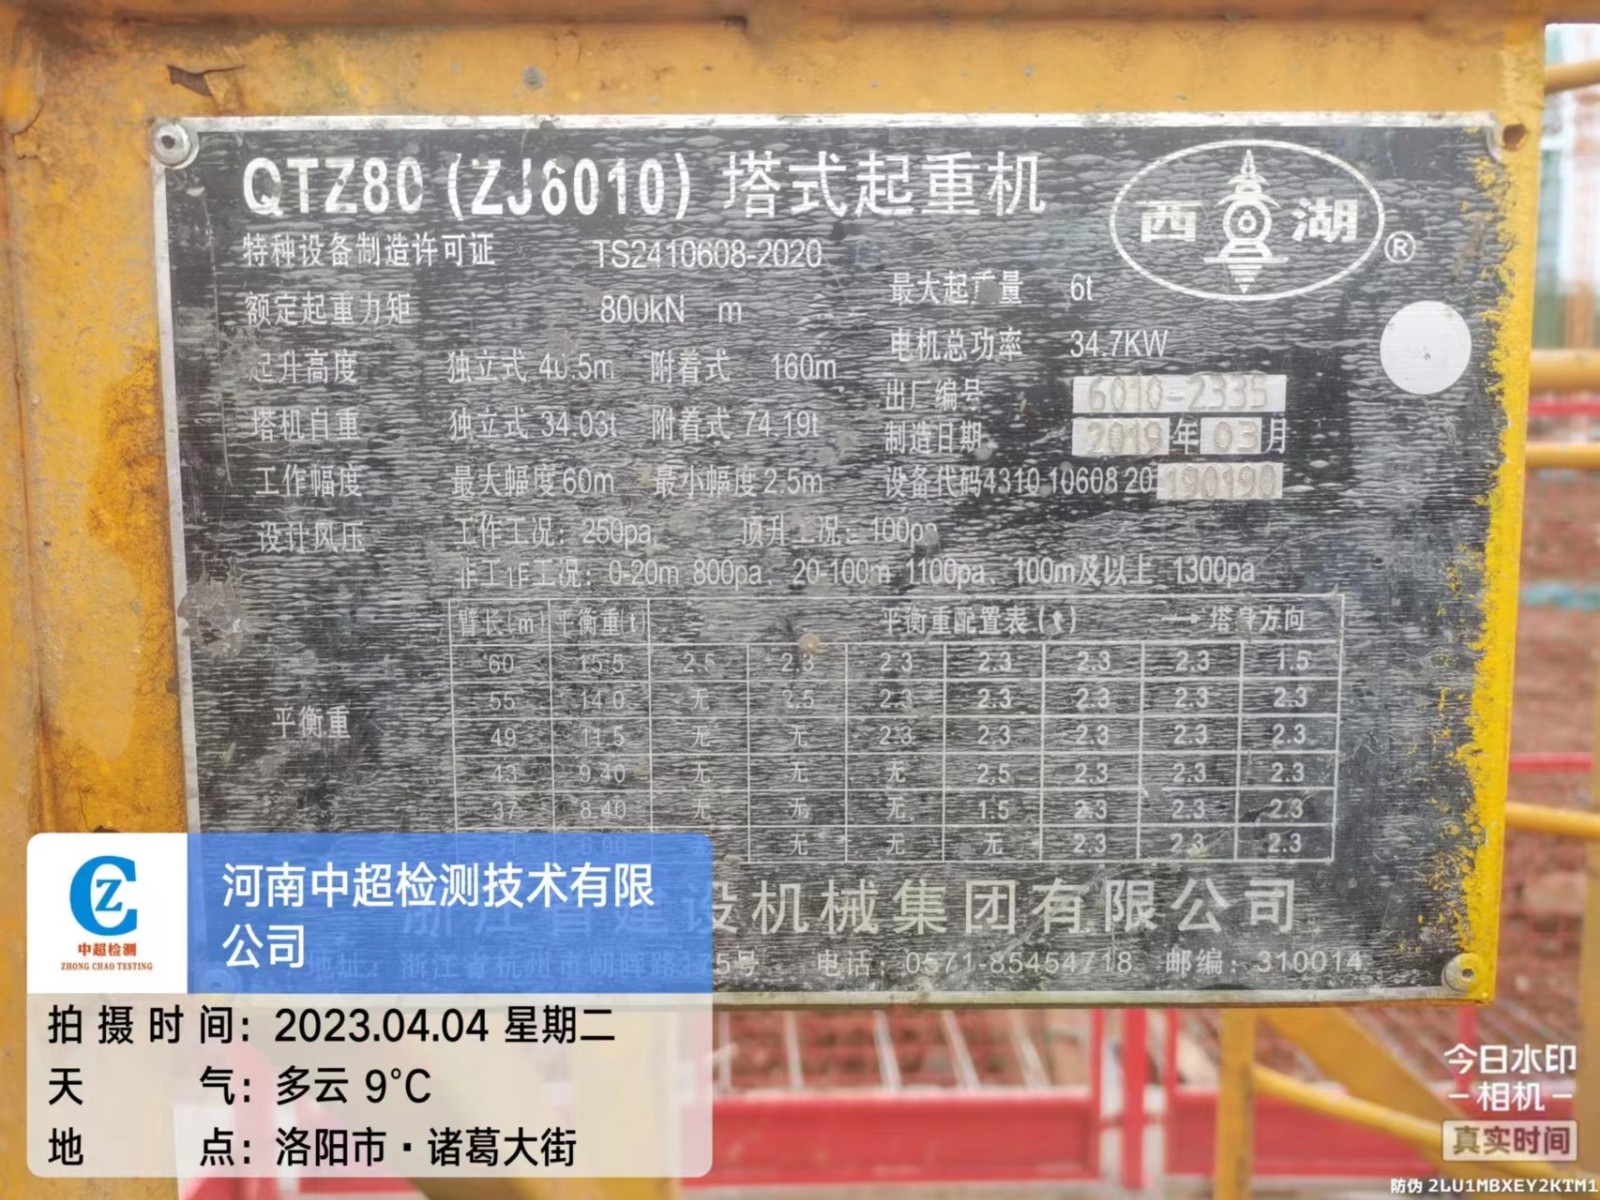 QTZ80 (ZJ6010) 塔式起重机
西湖®
特种设备制造许可证 TS2410608-2020
额定起重力矩 800kN m
最大起重量 6t
电机总功率 34.7KW
起升高度 独立式 40.5m 附着式 160m
出厂编号 6010-2335
塔机自重 独立式 34.03t 附着式 74.19t
制造日期 2019年03月
工作幅度 最大幅度60m 最小幅度2.5m
设备代码4310 10608 20190190
设计风压 工作工况：250pa 顶升工况：100pa
非工作工况：0-20m 800pa、20-100m 1100pa、100m及以上 1300pa
臂长(m) 平衡重(t) 平衡重配置表(t) →塔身方向
平衡重
60 15.5 2.5 2.3 2.3 2.3 2.3 2.3 1.5
55 14.0 无 2.5 2.3 2.3 2.3 2.3 2.3
49 11.5 无 无 2.3 2.3 2.3 2.3 2.3
43 9.40 无 无 无 2.5 2.3 2.3 2.3
37 8.40 无 无 无 1.5 2.3 2.3 2.3
6.90 无 无 无 2.3 2.3 2.3
浙江省建设机械集团有限公司
地址：浙江省杭州市朝晖路 5号 电话：0571-85454718 邮编：310014
中超检测
ZHONG CHAO TESTING
河南中超检测技术有限
公司
拍摄时间：2023.04.04 星期二
天气：多云 9℃
地点：洛阳市·诸葛大街
今日水印
-相机-
真实时间
防伪 2LU1MBXEY2KTM1